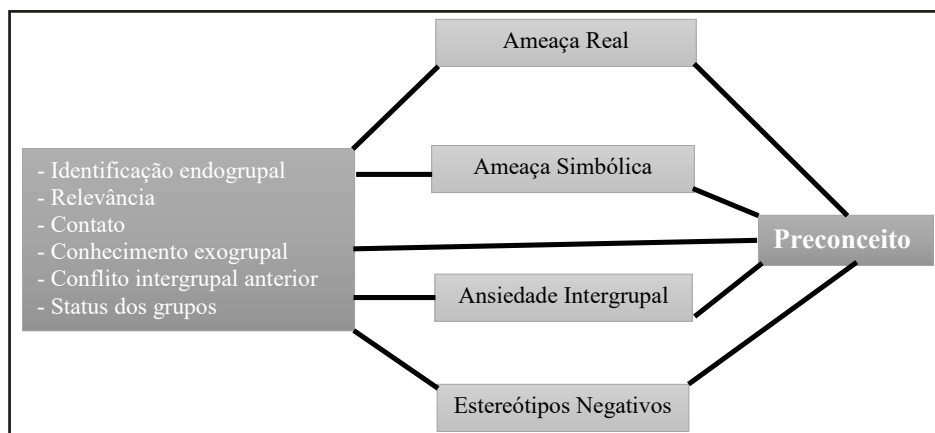 Ameaça Real
- Identificação endogrupal
- Relevância
- Contato
- Conhecimento exogrupal
- Conflito intergrupal anterior
- Status dos grupos
Ameaça Simbólica
Preconceito
Ansiedade Intergrupal
Estereótipos Negativos